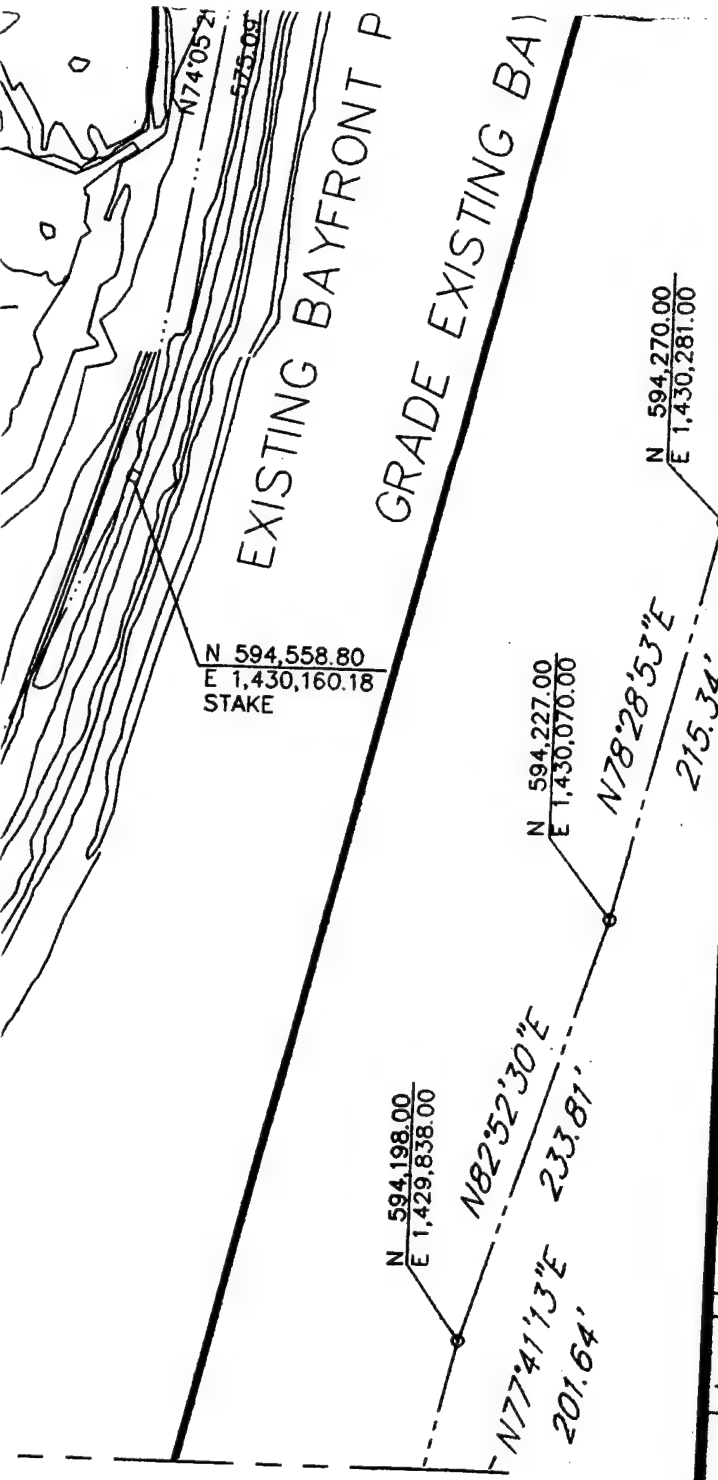 N74°05'2
575.09
EXISTING BAYFRONT P
GRADE EXISTING BA
N 594,558.80
E 1,430,160.18
STAKE
N 594,270.00
E 1,430,281.00
N 594,227.00
E 1,430,070.00
N78°28'53"E
215.34'
N 594,198.00
E 1,429,838.00
N82°52'30"E
233.81'
N77°41'13"E
201.64'